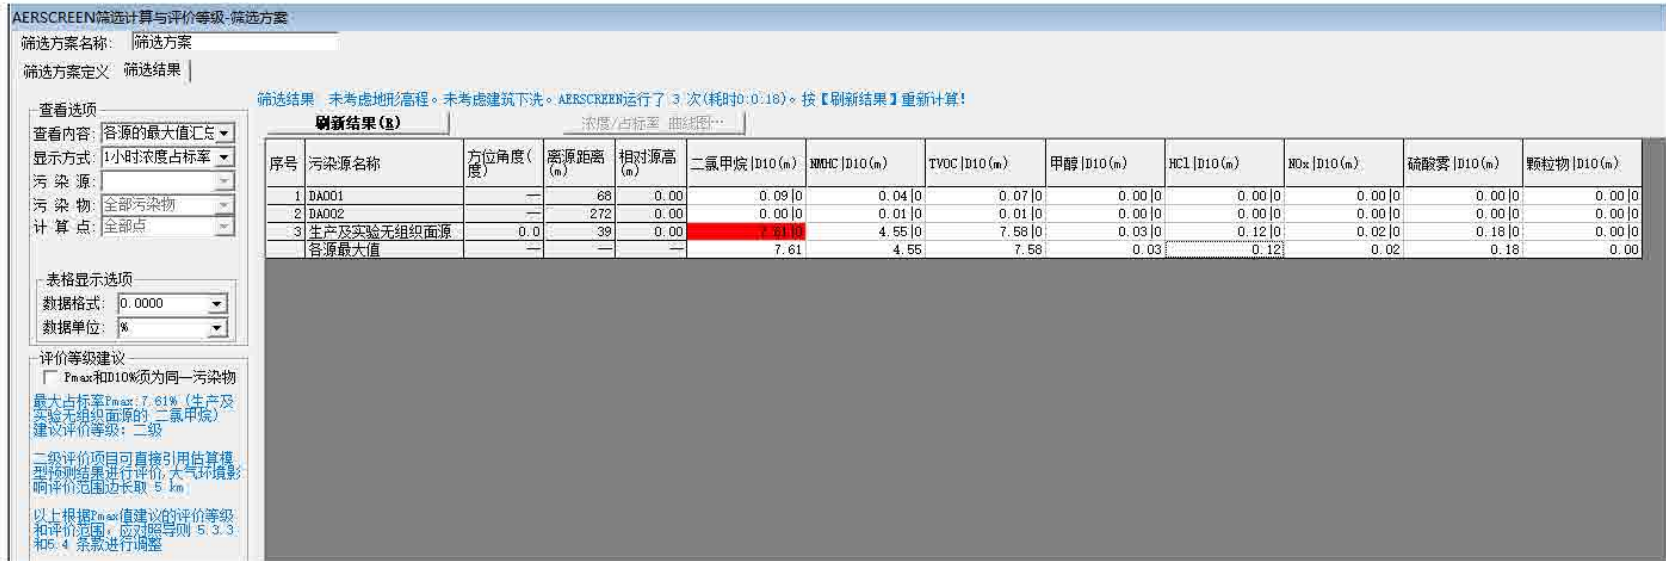 AERSCREEN筛选计算与评价等级-筛选方案
筛选方案名称: 筛选方案
筛选方案定义 筛选结果
查看选项
查看内容: 各源的最大值汇总
显示方式: 1小时浓度占标率
污 染 源:
污 染 物: 全部污染物
计 算 点: 全部点
表格显示选项
数据格式: 0.0000
数据单位: %
评价等级建议
Pmax和D10%须为同一污染物
最大占标率Pmax:7.61% (生产及
实验无组织面源的 二氯甲烷)
建议评价等级: 二级
二级评价项目可直接引用估算模
型预测结果进行评价,大气环境影
响评价范围边长取 5 km
以上根据Pmax值建议的评价等级
和评价范围,应对照导则 5.3.3
和5.4 条款进行调整
筛选结果 未考虑地形高程。未考虑建筑下洗。AERSCREEN运行了 3 次(耗时0:0:18)。按【刷新结果】重新计算!
刷新结果(R) 浓度/占标率 曲线图…
序号 污染源名称 方位角度(度) 离源距离(m) 相对源高(m) 二氯甲烷|D10(m) NMHC|D10(m) TVOC|D10(m) 甲醇|D10(m) HCl|D10(m) NOx|D10(m) 硫酸雾|D10(m) 颗粒物|D10(m)
1 DA001 — 68 0.00 0.09|0 0.04|0 0.07|0 0.00|0 0.00|0 0.00|0 0.00|0 0.00|0
2 DA002 — 272 0.00 0.00|0 0.01|0 0.01|0 0.00|0 0.00|0 0.00|0 0.00|0 0.00|0
3 生产及实验无组织面源 0.0 39 0.00 7.61|0 4.55|0 7.58|0 0.03|0 0.12|0 0.02|0 0.18|0 0.00|0
各源最大值 — — — 7.61 4.55 7.58 0.03 0.12 0.02 0.18 0.00